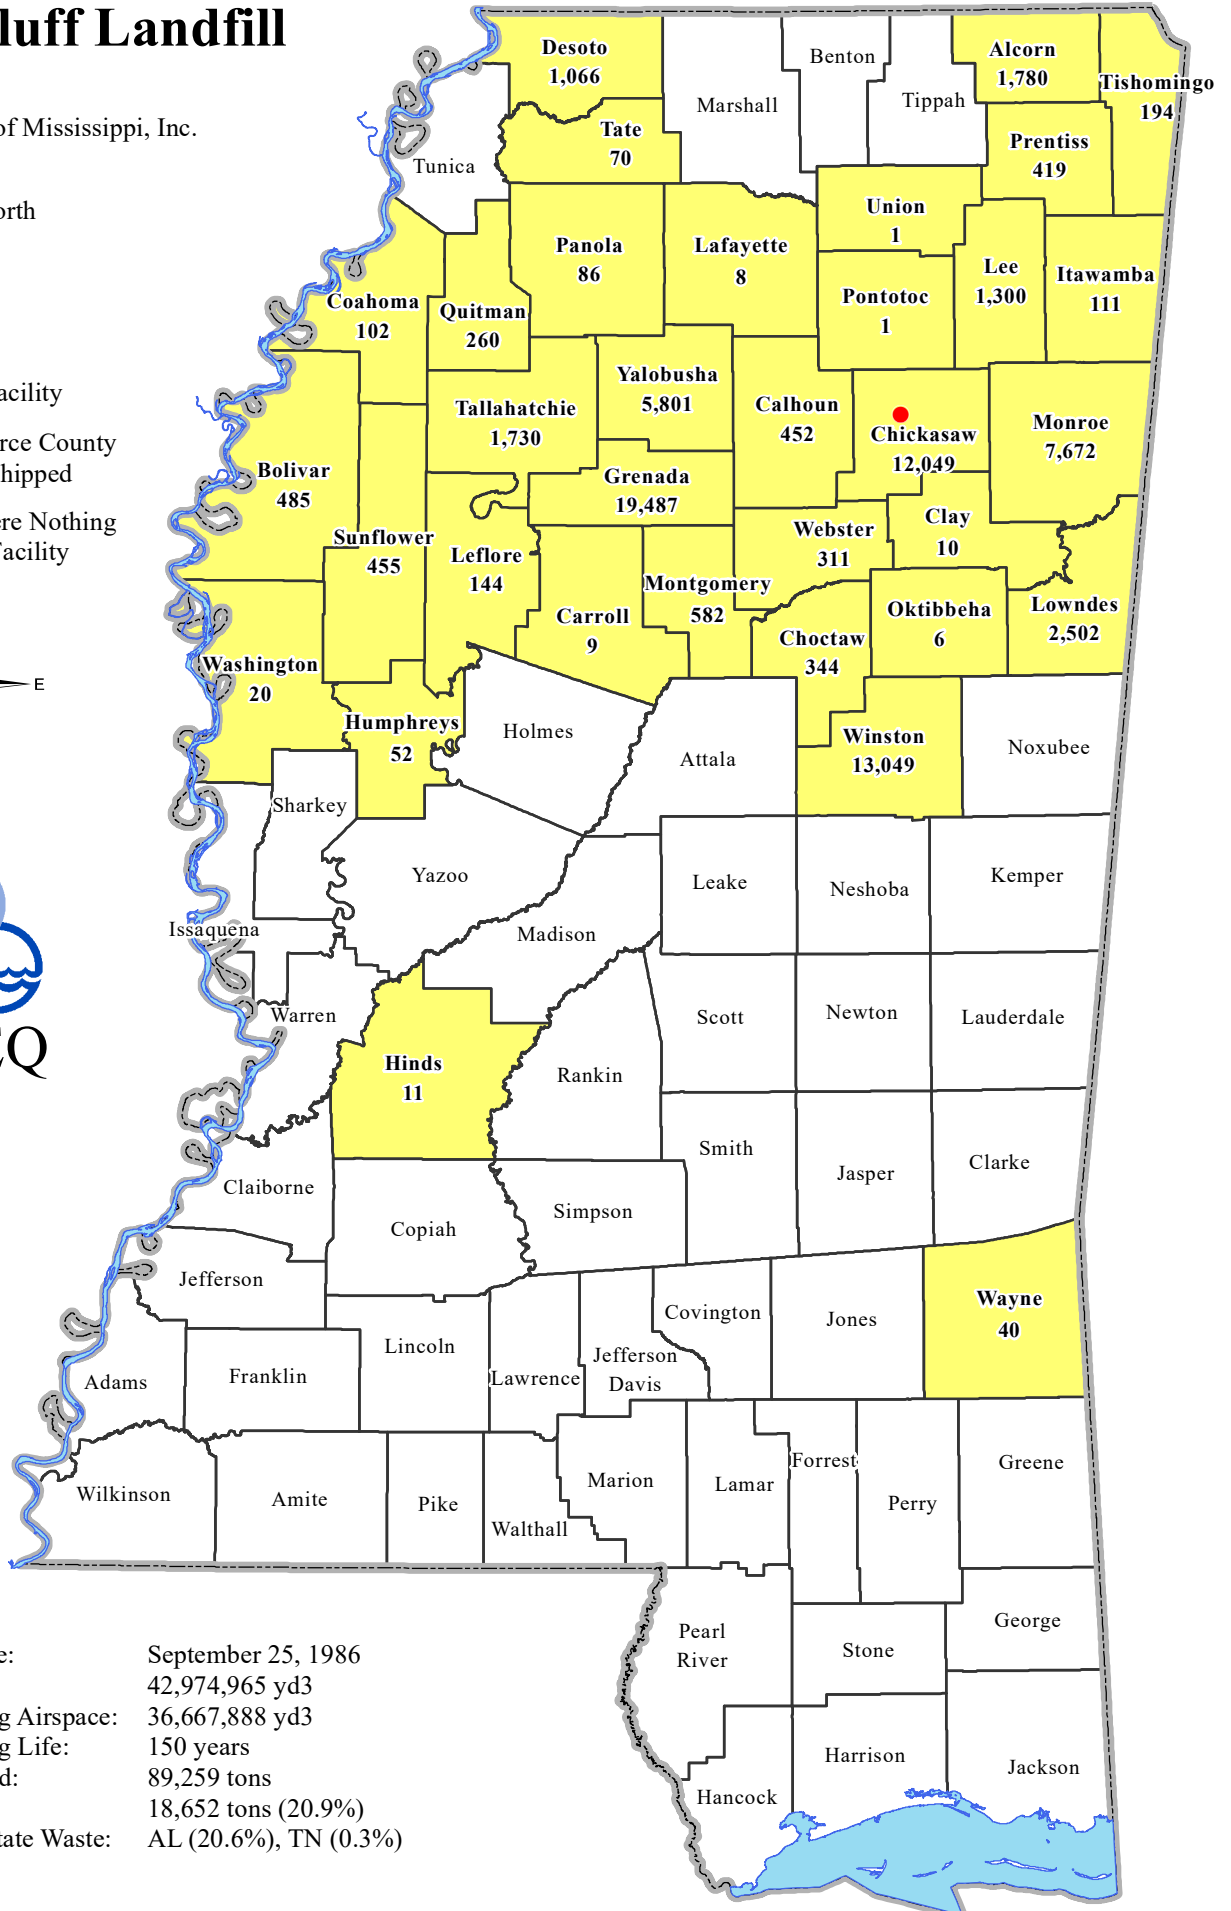 luff Landfill
of Mississippi, Inc.
orth
acility
rce County
hipped
ere Nothing
Facility
E
CQ
Desoto
1,066
Marshall
Benton
Tippah
Alcorn
1,780
Tishomingo
194
Tate
70
Prentiss
419
Tunica
Union
1
Panola
86
Lafayette
8
Lee
1,300
Itawamba
111
Coahoma
102
Quitman
260
Pontotoc
1
Yalobusha
5,801
Tallahatchie
1,730
Calhoun
452
Chickasaw
12,049
Monroe
7,672
Bolivar
485
Grenada
19,487
Sunflower
455
Leflore
144
Webster
311
Clay
10
Montgomery
582
Carroll
9
Choctaw
344
Oktibbeha
6
Lowndes
2,502
Washington
20
Humphreys
52
Holmes
Attala
Winston
13,049
Noxubee
Sharkey
Yazoo
Leake
Neshoba
Kemper
Issaquena
Madison
Warren
Scott
Newton
Lauderdale
Hinds
11
Rankin
Smith
Jasper
Clarke
Claiborne
Copiah
Simpson
Jefferson
Wayne
40
Covington
Jones
Lincoln
Lawrence
Jefferson
Davis
Adams
Franklin
Wilkinson
Amite
Pike
Walthall
Marion
Lamar
Forrest
Perry
Greene
Pearl
River
Stone
George
Hancock
Harrison
Jackson
e: September 25, 1986
42,974,965 yd3
g Airspace: 36,667,888 yd3
g Life: 150 years
d: 89,259 tons
18,652 tons (20.9%)
tate Waste: AL (20.6%), TN (0.3%)